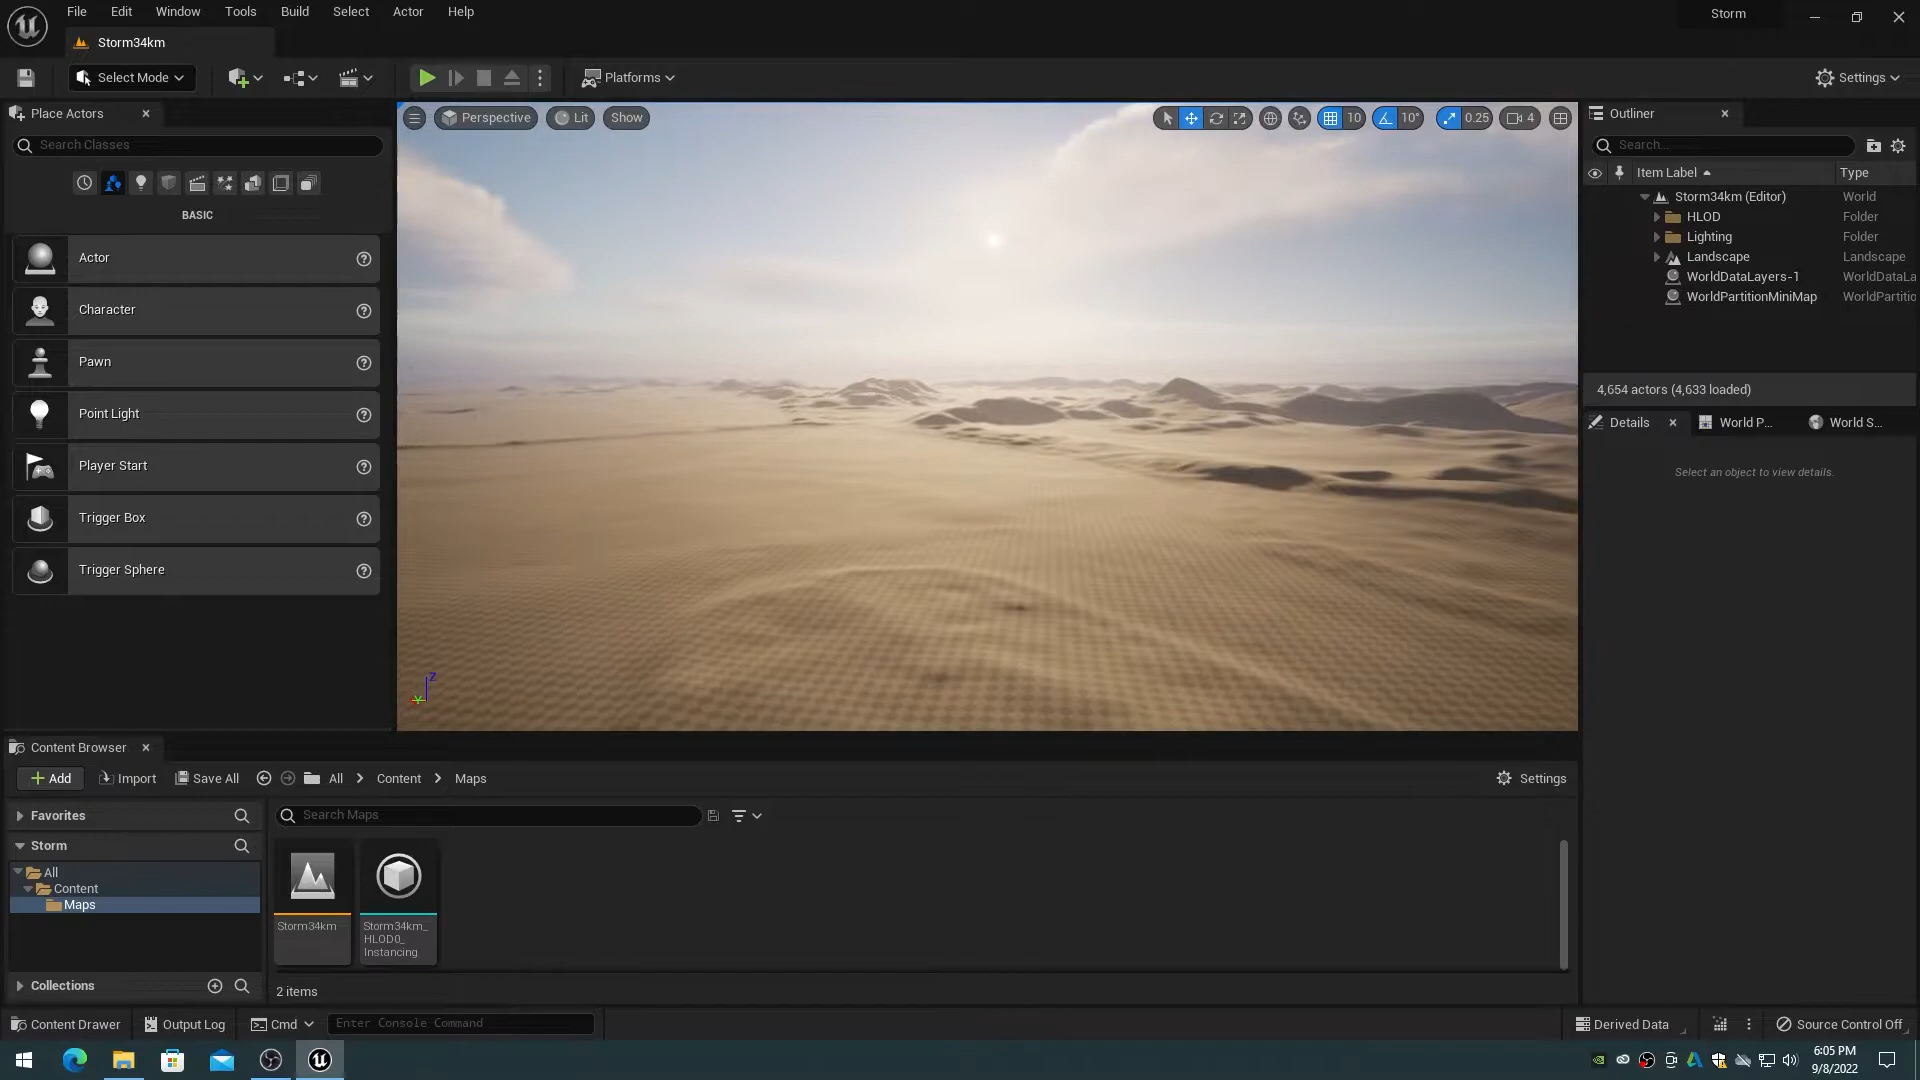 File Edit Window Tools Build Select Actor Help
Storm
Storm34km
Select Mode
Platforms
Settings
Place Actors
Search Classes
BASIC
Actor
Character
Pawn
Point Light
Player Start
Trigger Box
Trigger Sphere
Perspective
Lit
Show
10
10°
0.25
4
Z
Y
Outliner
Search...
Item Label Type
Storm34km (Editor) World
HLOD Folder
Lighting Folder
Landscape Landscape
WorldDataLayers-1 WorldDataLa
WorldPartitionMiniMap WorldPartitio
4,654 actors (4,633 loaded)
Details World P... World S...
Select an object to view details.
Content Browser
Add Import Save All All Content Maps Settings
Favorites
Search Maps
Storm
All
Content
Maps
Storm34km
Storm34km_
HLOD0_
Instancing
Collections
2 items
Content Drawer Output Log Cmd Enter Console Command Derived Data Source Control Off
6:05 PM
9/8/2022